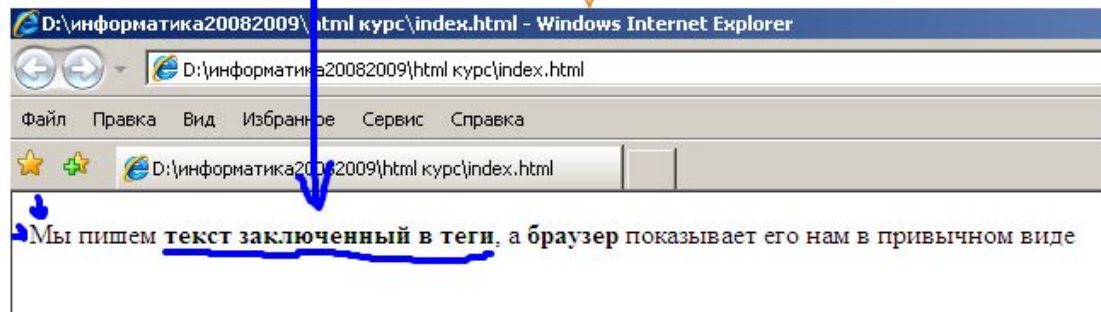 D:\информатика20082009\html курс\index.html - Windows Internet Explorer
D:\информатика20082009\html курс\index.html
Файл Правка Вид Избранное Сервис Справка
D:\информатика20082009\html курс\index.html
Мы пишем текст заключенный в теги, а браузер показывает его нам в привычном виде